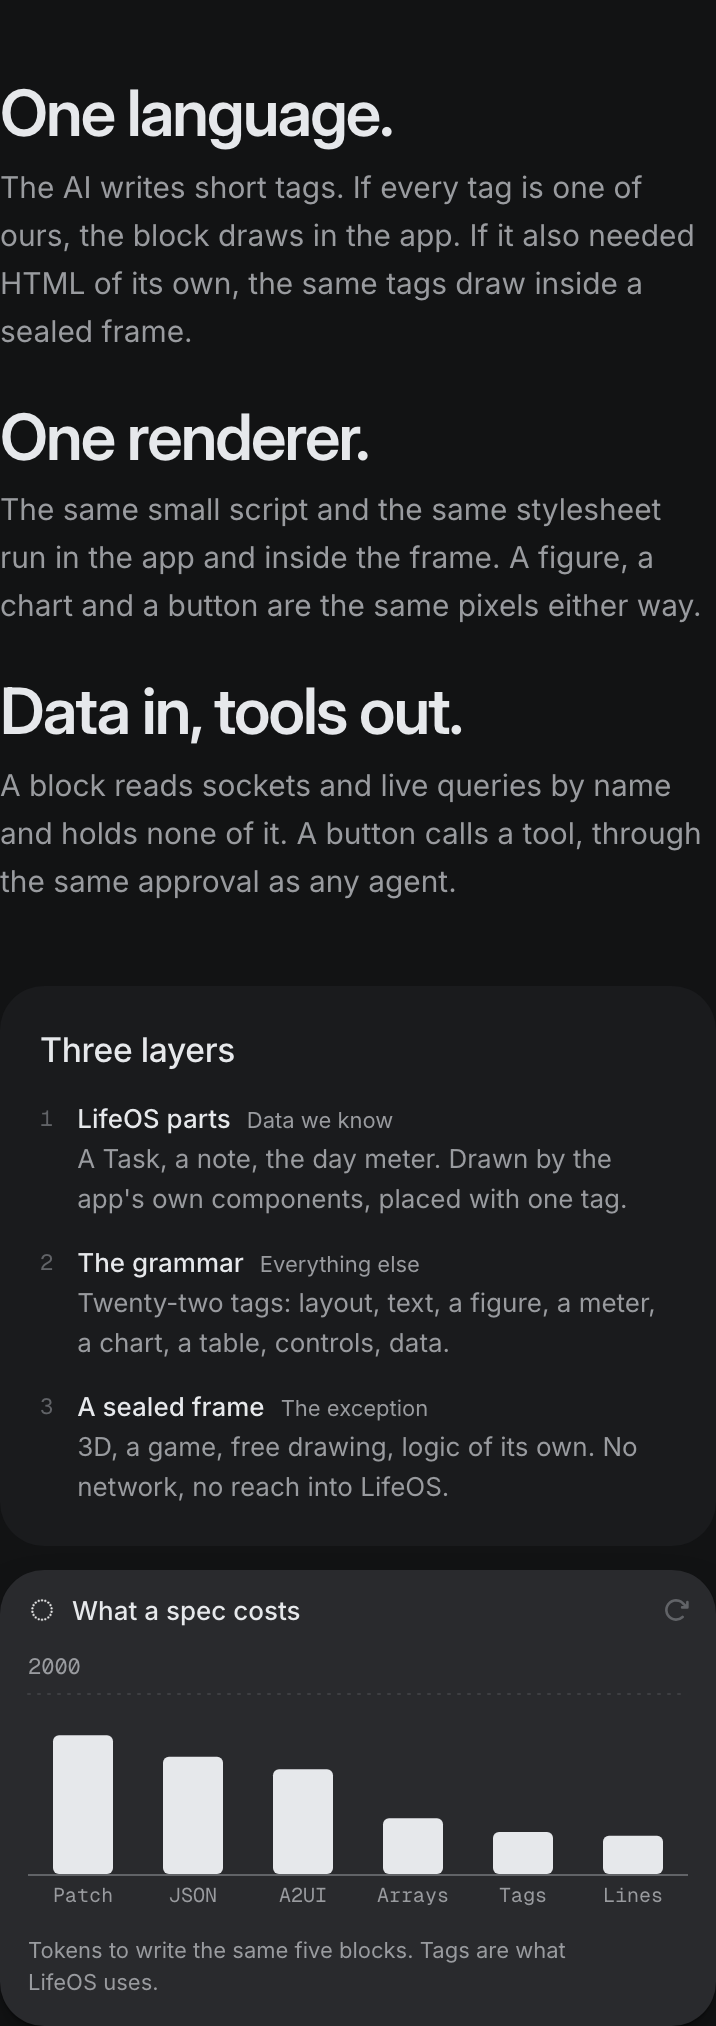 One language.
The AI writes short tags. If every tag is one of
ours, the block draws in the app. If it also needed
HTML of its own, the same tags draw inside a
sealed frame.
One renderer.
The same small script and the same stylesheet
run in the app and inside the frame. A figure, a
chart and a button are the same pixels either way.
Data in, tools out.
A block reads sockets and live queries by name
and holds none of it. A button calls a tool, through
the same approval as any agent.
Three layers
1 LifeOS parts Data we know
A Task, a note, the day meter. Drawn by the
app's own components, placed with one tag.
2 The grammar Everything else
Twenty-two tags: layout, text, a figure, a meter,
a chart, a table, controls, data.
3 A sealed frame The exception
3D, a game, free drawing, logic of its own. No
network, no reach into LifeOS.
What a spec costs
2000
Patch JSON A2UI Arrays Tags Lines
Tokens to write the same five blocks. Tags are what
LifeOS uses.